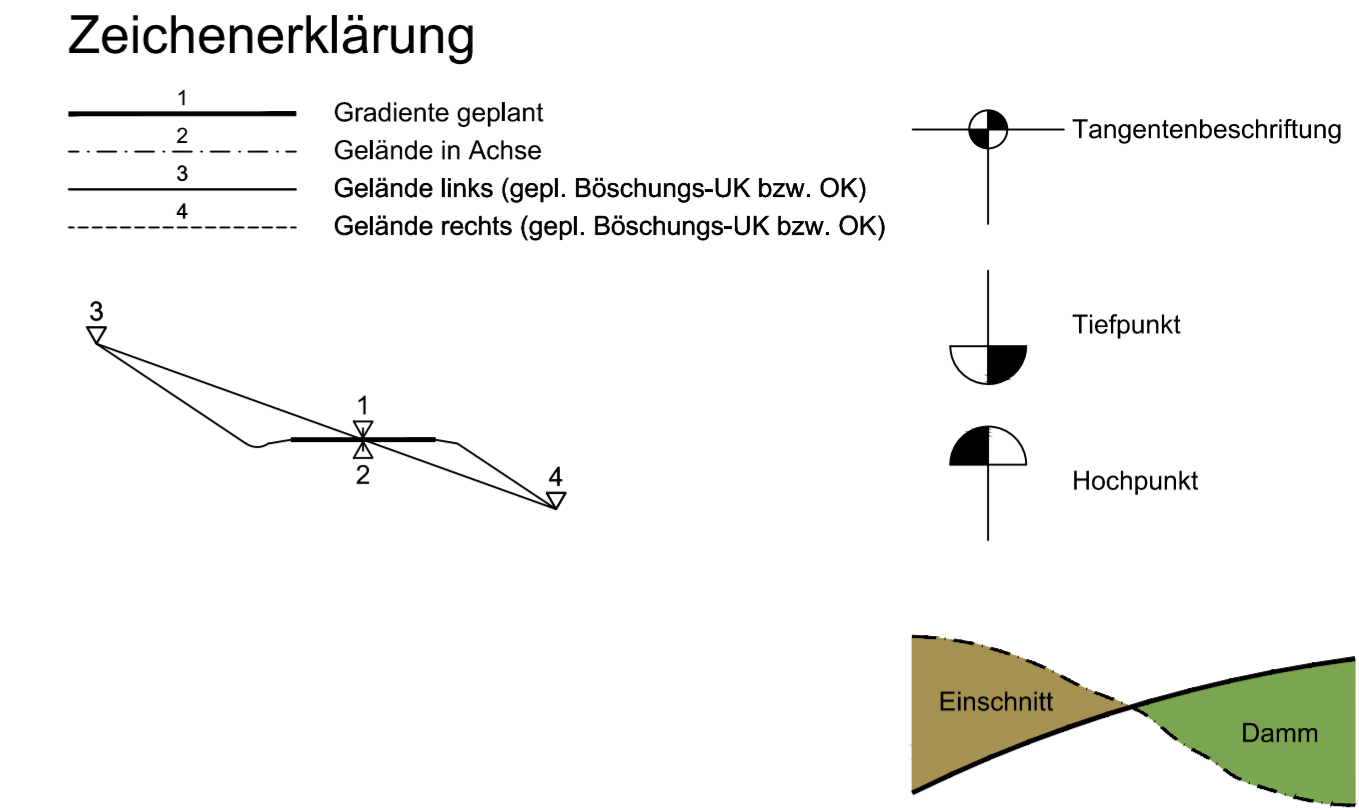 Zeichenerklärung
1
Gradiente geplant
2
Gelände in Achse
3
Gelände links (gepl. Böschungs-UK bzw. OK)
4
Gelände rechts (gepl. Böschungs-UK bzw. OK)
3
1
2
4
Tangentenbeschriftung
Tiefpunkt
Hochpunkt
Einschnitt
Damm